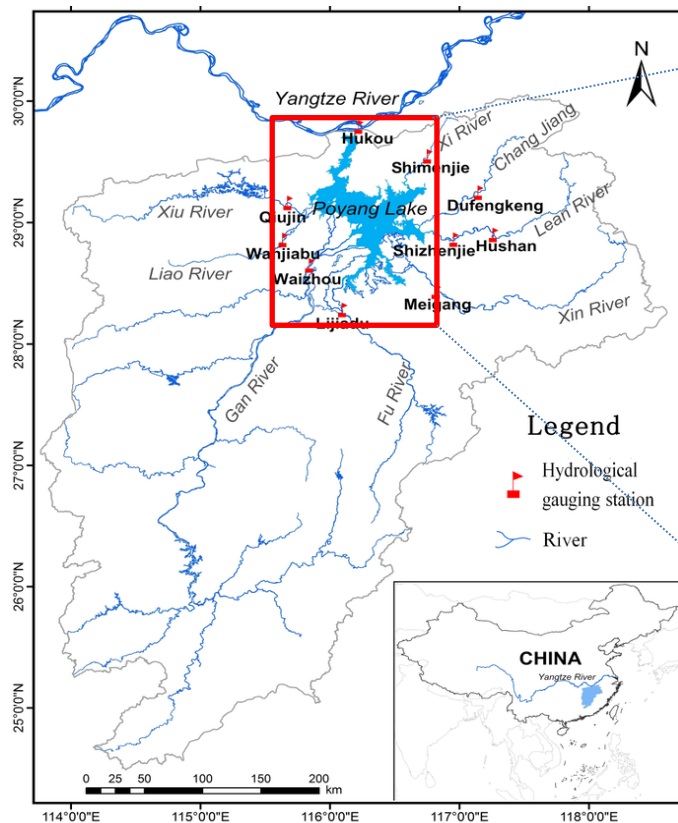 N
30°0'0"N
29°0'0"N
28°0'0"N
27°0'0"N
26°0'0"N
25°0'0"N
Yangtze River
Hukou
Xi River
Shimenjie
Chang Jiang
Xiu River
Qiujin
Poyang Lake
Dufengkeng
Lean River
Wanjiabu
Shizhenjie
Hushan
Liao River
Waizhou
Meigang
Xin River
Lijiadu
Gan River
Fu River
Legend
Hydrological
gauging station
River
CHINA
Yangtze River
0 25 50 100 150 200
km
114°0'0"E 115°0'0"E 116°0'0"E 117°0'0"E 118°0'0"E